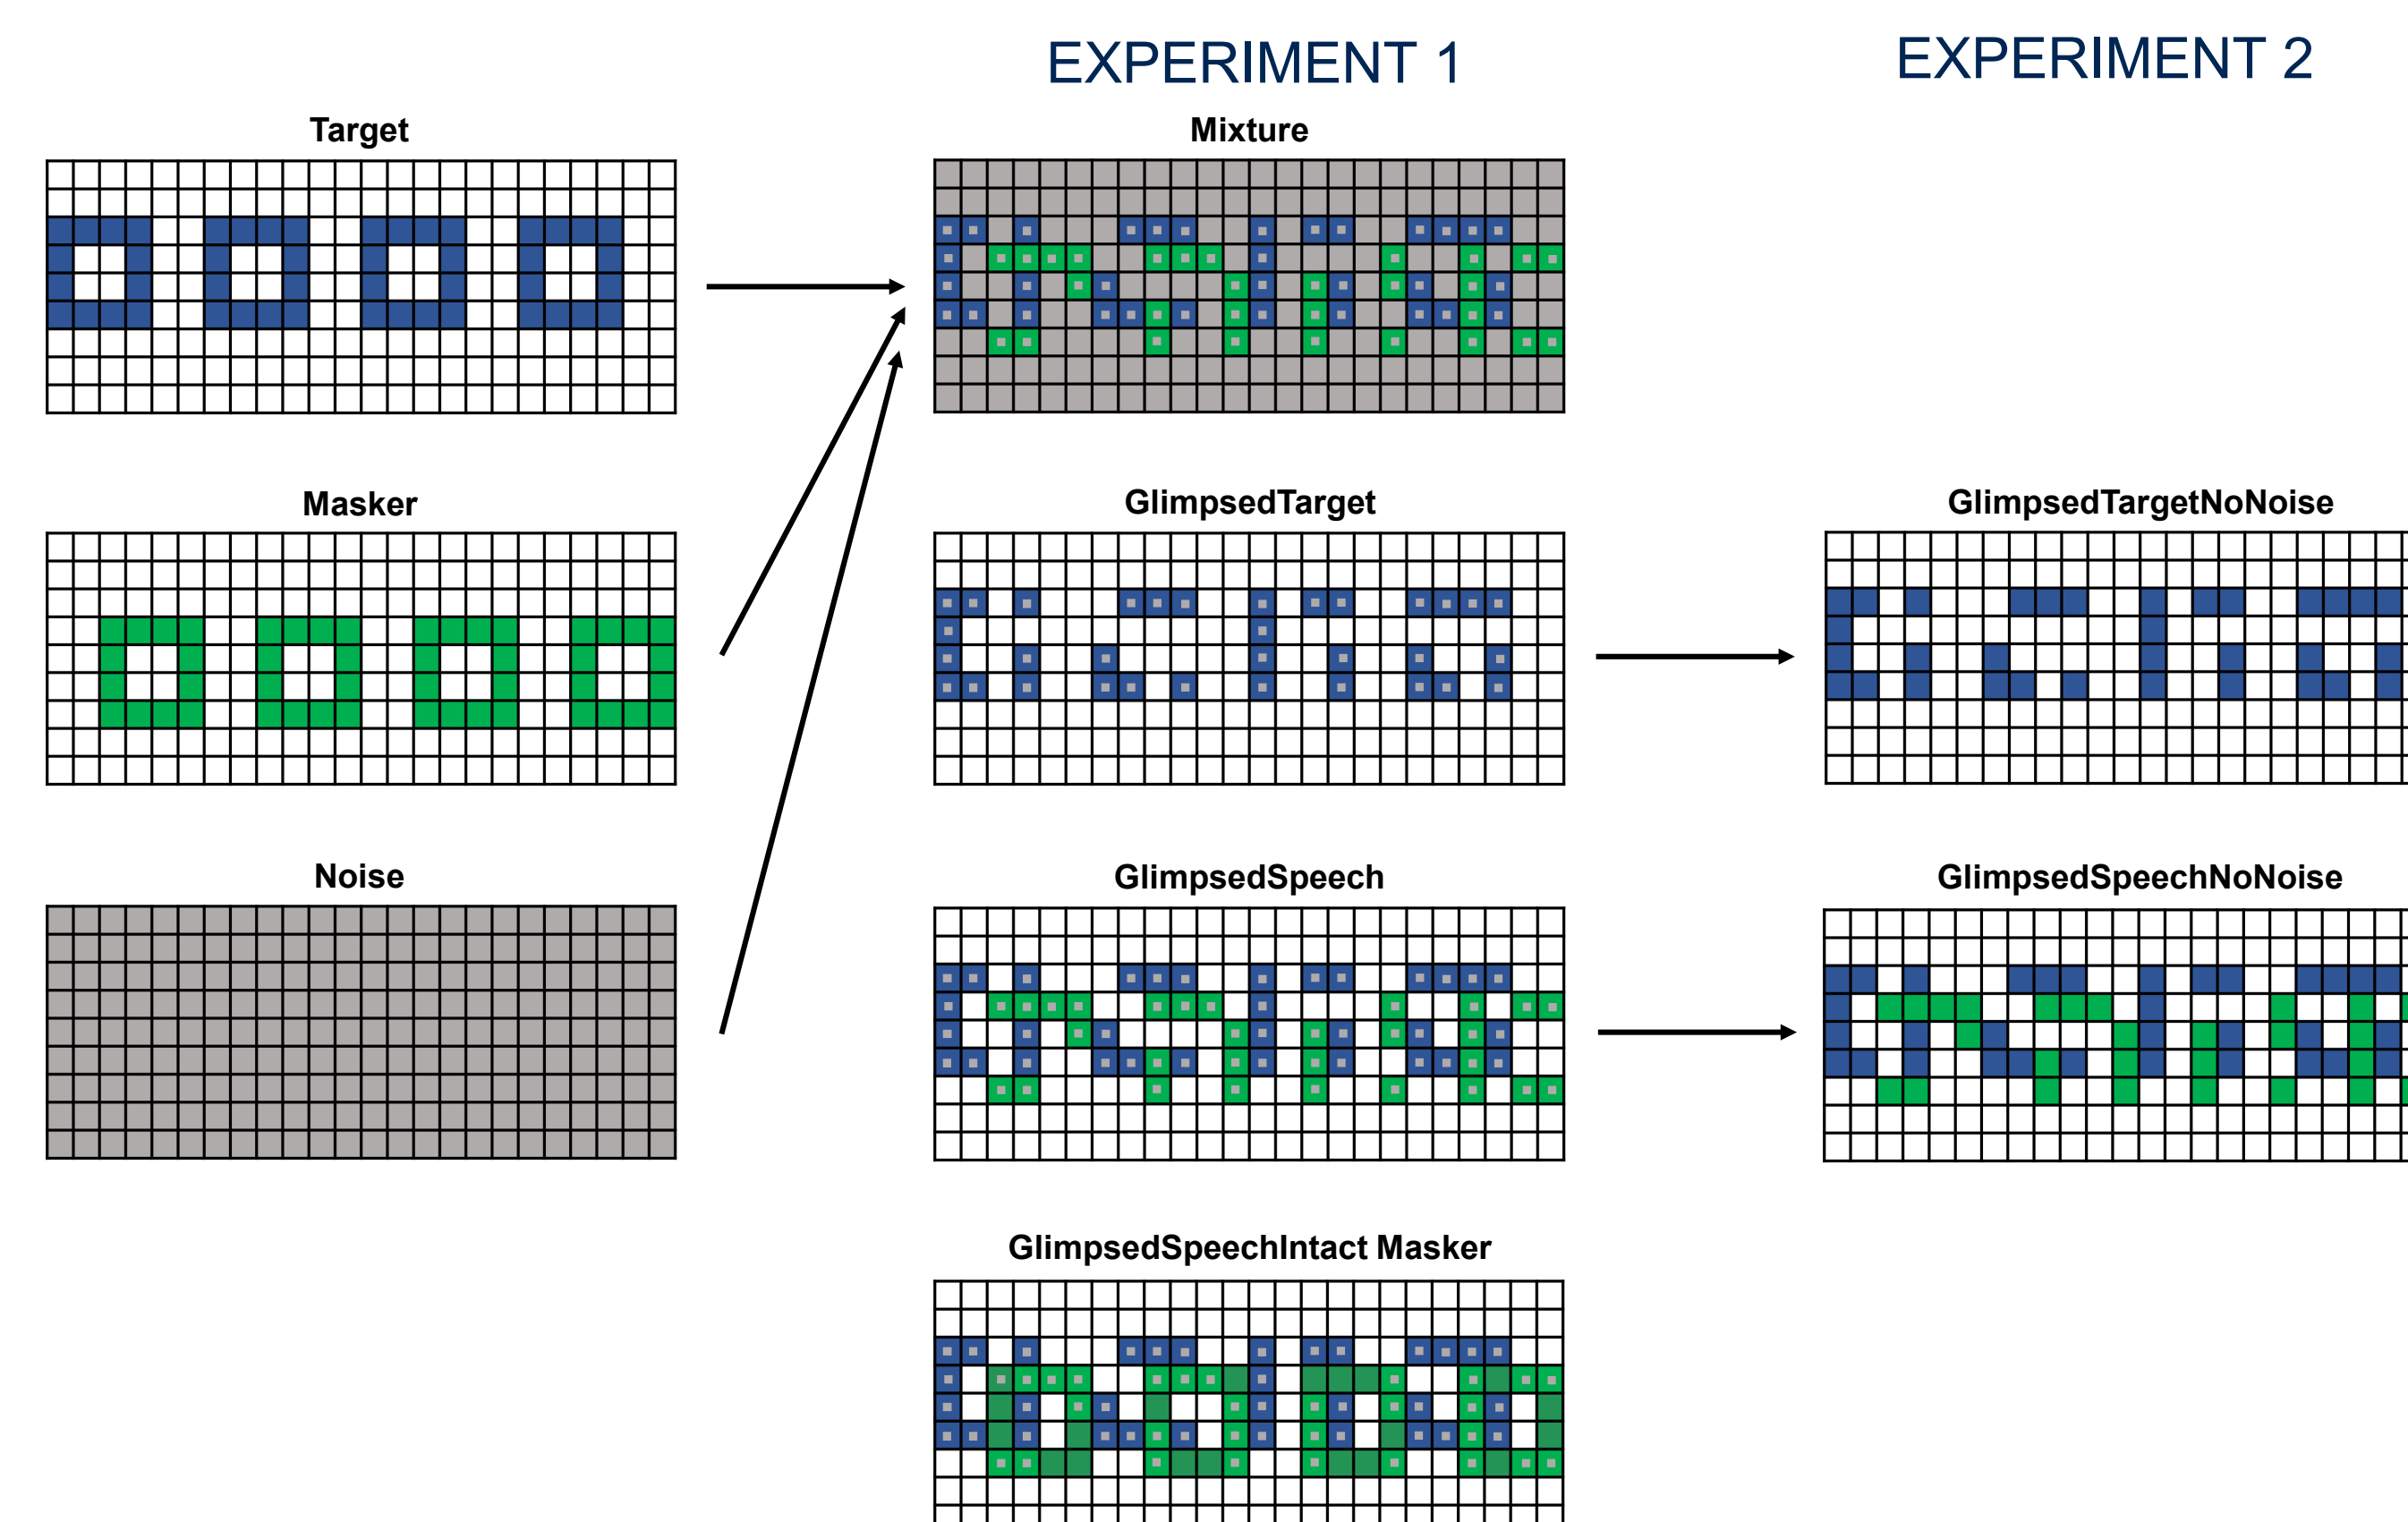 EXPERIMENT 1
EXPERIMENT 2
Target
Mixture
Masker
GlimpsedTarget
GlimpsedTargetNoNoise
Noise
GlimpsedSpeech
GlimpsedSpeechNoNoise
GlimpsedSpeechIntact Masker